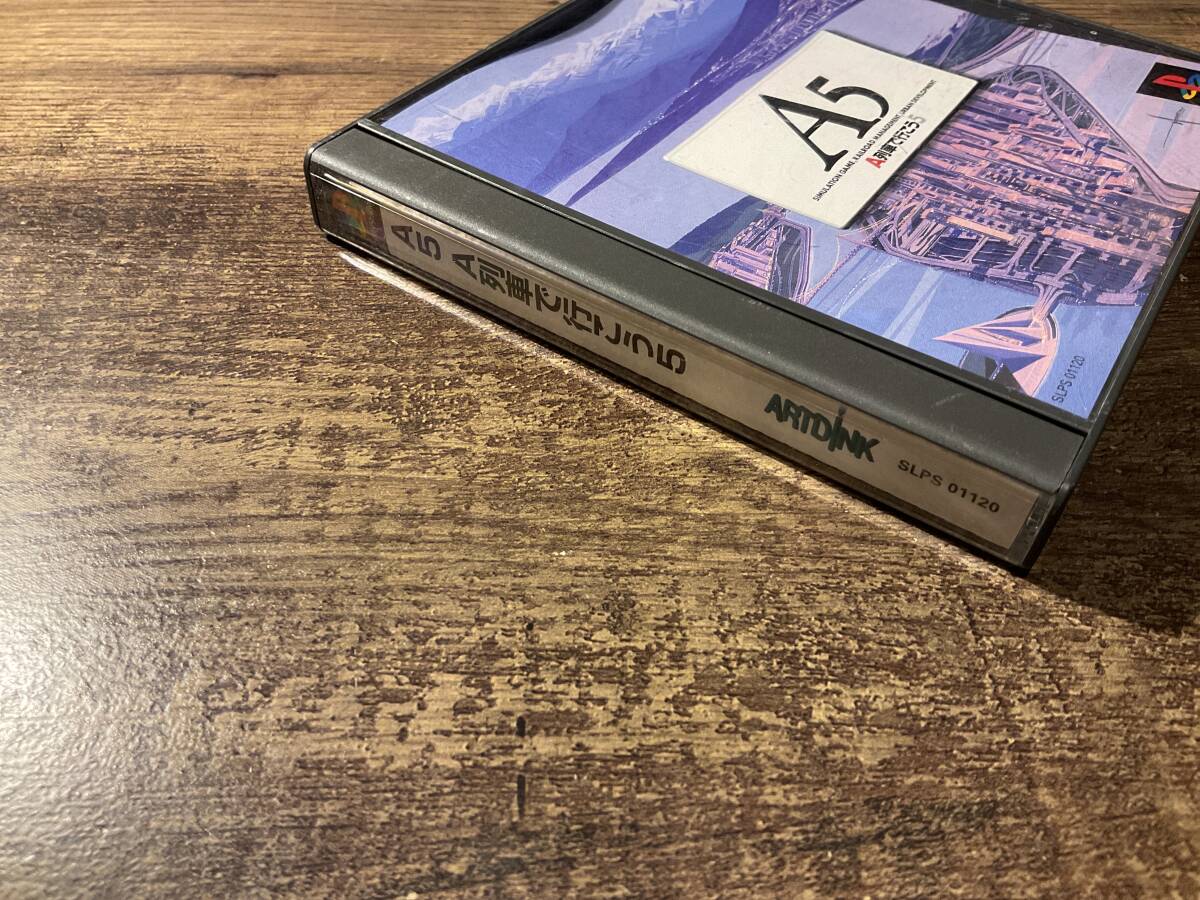 A5
SIMULATION GAME, RAILROAD MANAGEMENT, URBAN DEVELOPMENT
A列車で行こう5
SLPS 01120
A5 A列車で行こう5 ARTDINK SLPS 01120